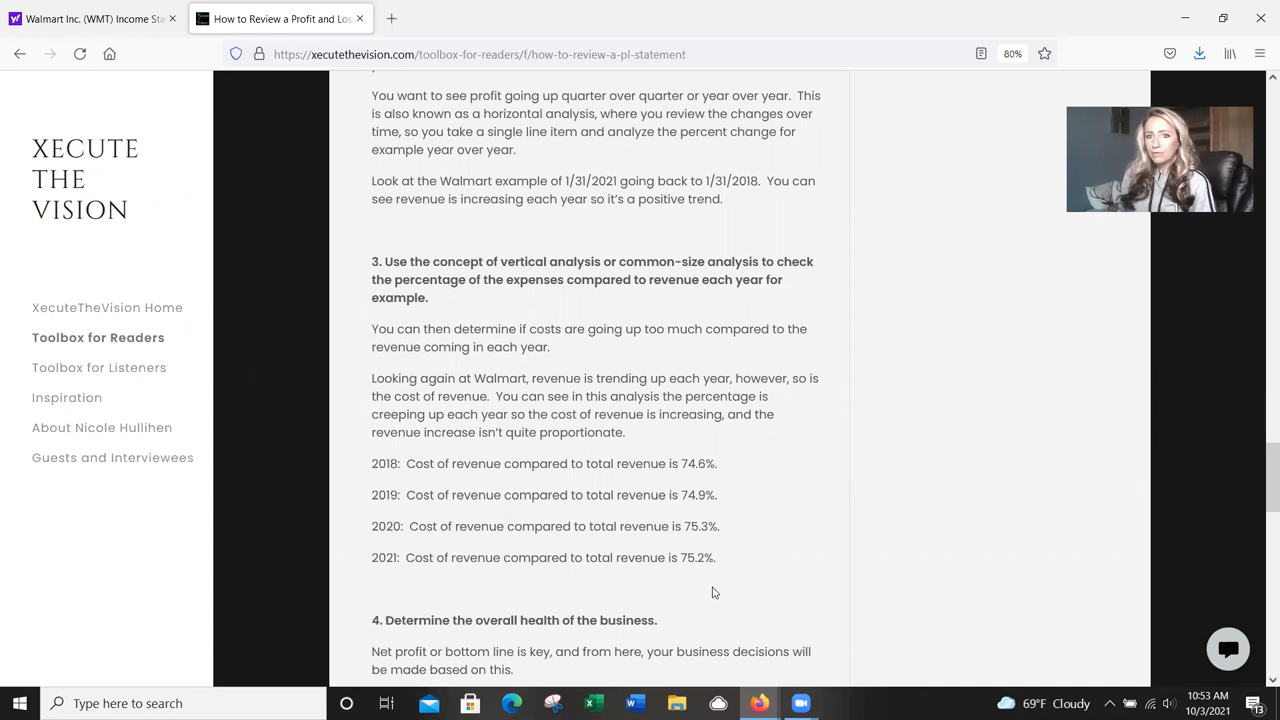 Walmart Inc. (WMT) Income Sta
How to Review a Profit and Los
https://xecutethevision.com/toolbox-for-readers/f/how-to-review-a-pl-statement
80%
XECUTE
THE
VISION
XecuteTheVision Home
Toolbox for Readers
Toolbox for Listeners
Inspiration
About Nicole Hullihen
Guests and Interviewees
You want to see profit going up quarter over quarter or year over year. This
is also known as a horizontal analysis, where you review the changes over
time, so you take a single line item and analyze the percent change for
example year over year.
Look at the Walmart example of 1/31/2021 going back to 1/31/2018. You can
see revenue is increasing each year so it's a positive trend.
3. Use the concept of vertical analysis or common-size analysis to check
the percentage of the expenses compared to revenue each year for
example.
You can then determine if costs are going up too much compared to the
revenue coming in each year.
Looking again at Walmart, revenue is trending up each year, however, so is
the cost of revenue. You can see in this analysis the percentage is
creeping up each year so the cost of revenue is increasing, and the
revenue increase isn't quite proportionate.
2018: Cost of revenue compared to total revenue is 74.6%.
2019: Cost of revenue compared to total revenue is 74.9%.
2020: Cost of revenue compared to total revenue is 75.3%.
2021: Cost of revenue compared to total revenue is 75.2%.
4. Determine the overall health of the business.
Net profit or bottom line is key, and from here, your business decisions will
be made based on this.
Type here to search
69°F Cloudy
10:53 AM
10/3/2021
13